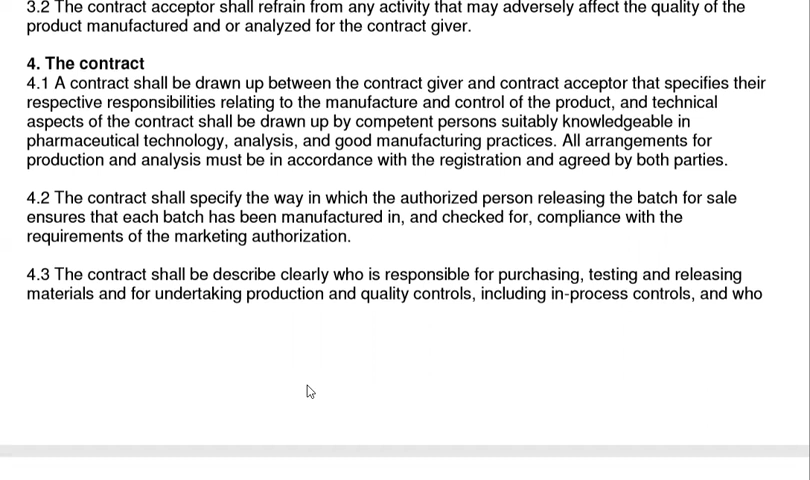 3.2 The contract acceptor shall refrain from any activity that may adversely affect the quality of the
product manufactured and or analyzed for the contract giver.
4. The contract
4.1 A contract shall be drawn up between the contract giver and contract acceptor that specifies their
respective responsibilities relating to the manufacture and control of the product, and technical
aspects of the contract shall be drawn up by competent persons suitably knowledgeable in
pharmaceutical technology, analysis, and good manufacturing practices. All arrangements for
production and analysis must be in accordance with the registration and agreed by both parties.
4.2 The contract shall specify the way in which the authorized person releasing the batch for sale
ensures that each batch has been manufactured in, and checked for, compliance with the
requirements of the marketing authorization.
4.3 The contract shall be describe clearly who is responsible for purchasing, testing and releasing
materials and for undertaking production and quality controls, including in-process controls, and who